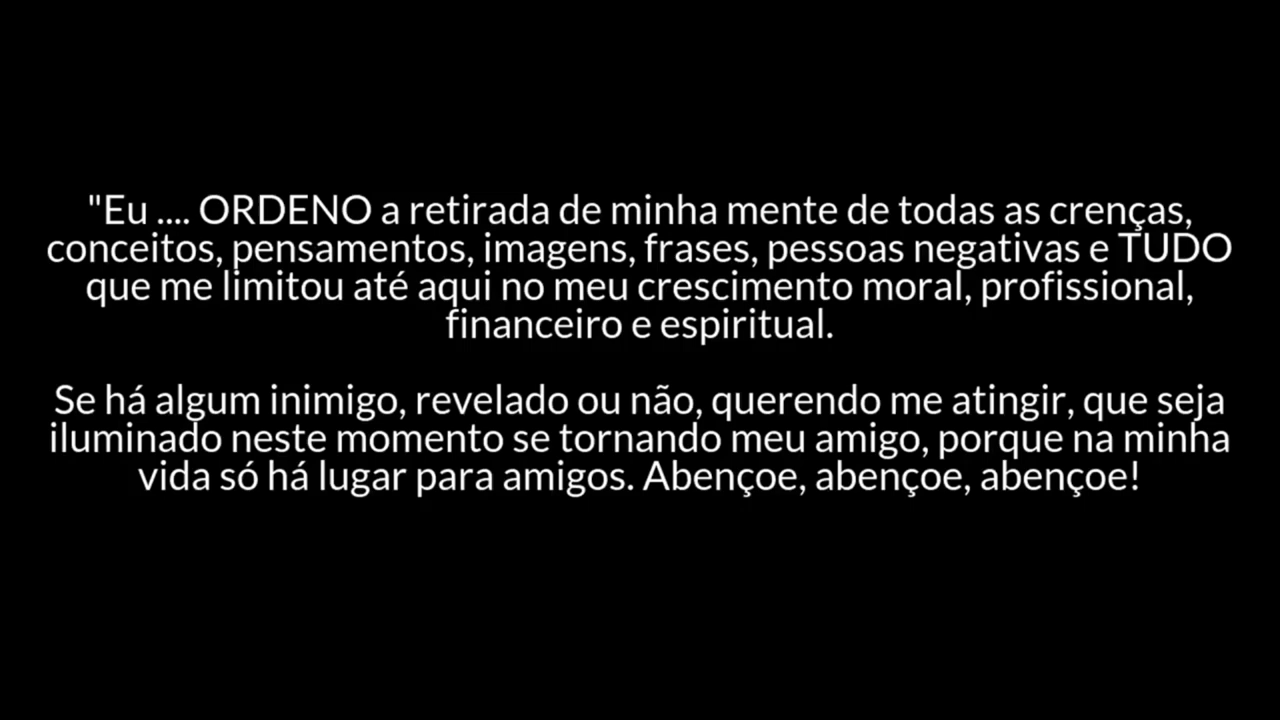 "Eu .... ORDENO a retirada de minha mente de todas as crenças,
conceitos, pensamentos, imagens, frases, pessoas negativas e TUDO
que me limitou até aqui no meu crescimento moral, profissional,
financeiro e espiritual.
Se há algum inimigo, revelado ou não, querendo me atingir, que seja
iluminado neste momento se tornando meu amigo, porque na minha
vida só há lugar para amigos. Abençoe, abençoe, abençoe!